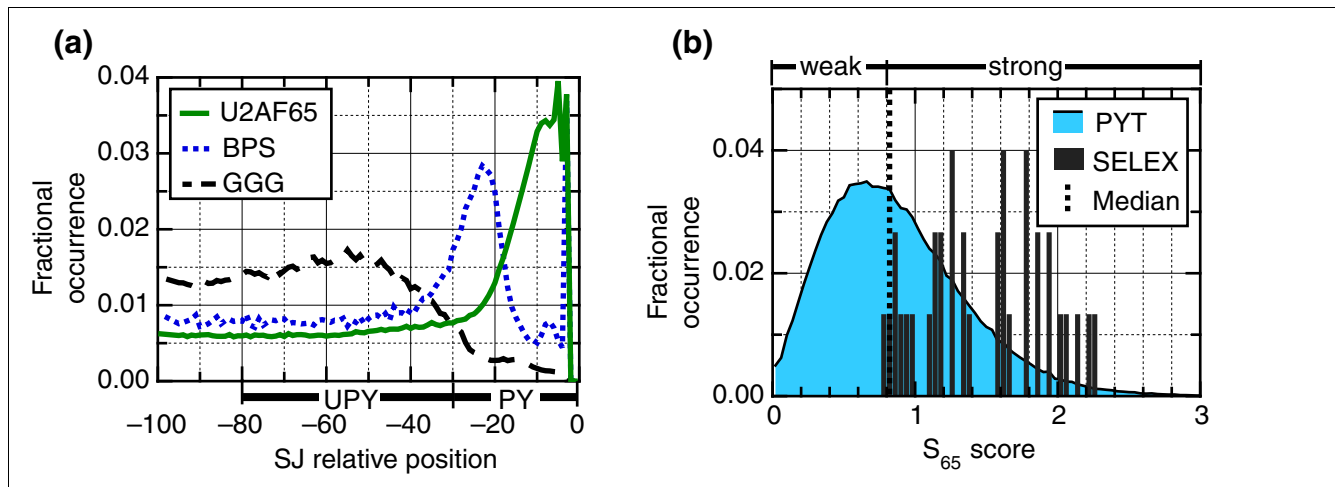 (a)
0.04
0.03
0.02
0.01
0.00
Fractional
occurrence
U2AF65
BPS
GGG
UPY
PY
−100
−80
−60
−40
−20
0
SJ relative position
(b)
weak
strong
0.04
0.02
0.00
Fractional
occurrence
PYT
SELEX
Median
0
1
2
3
S65 score